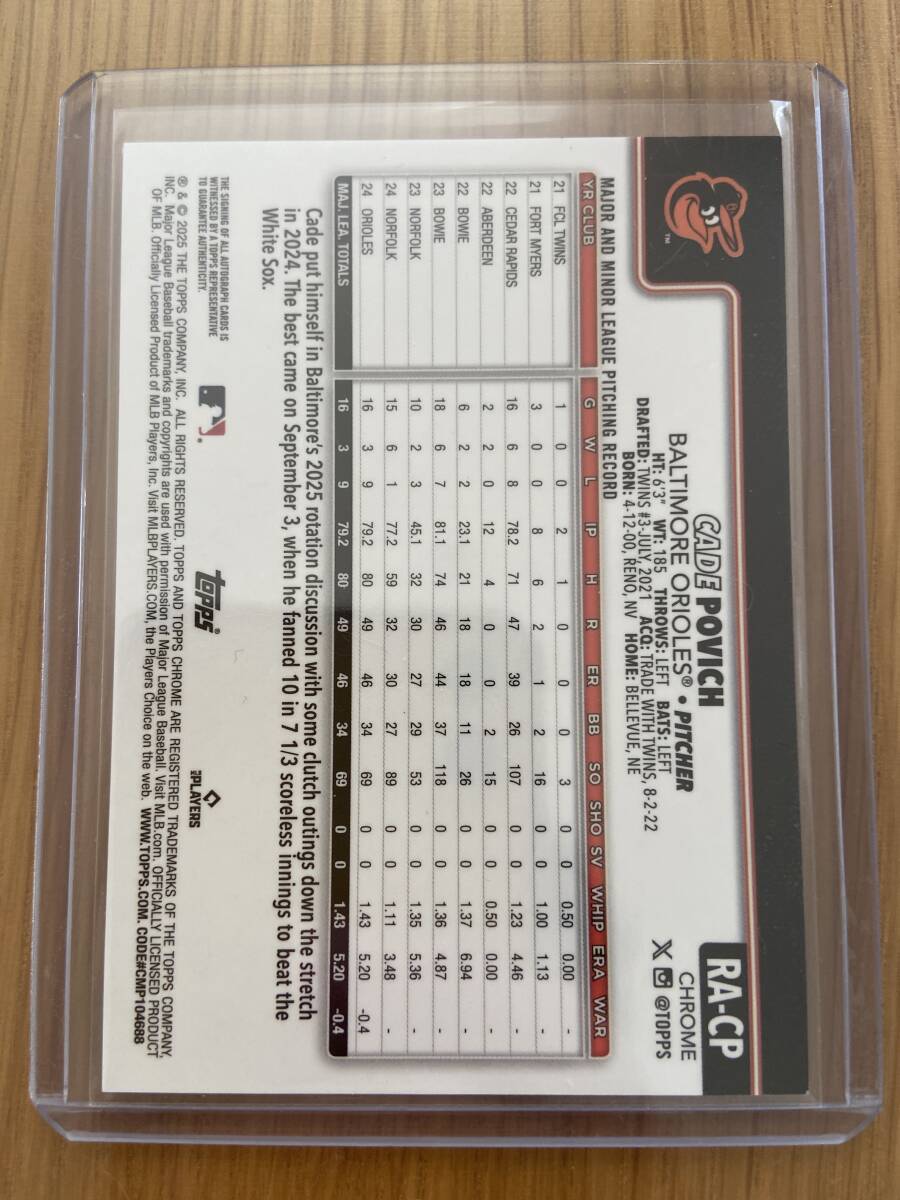 RA-CP
CHROME
X @TOPPS
CADE POVICH
BALTIMORE ORIOLES® • PITCHER
HT: 6'3" WT: 185 THROWS: LEFT BATS: LEFT
DRAFTED: TWINS #3-JULY, 2021 ACQ: TRADE WITH TWINS, 8-2-22
BORN: 4-12-00, RENO, NV HOME: BELLEVUE, NE
TM
MAJOR AND MINOR LEAGUE PITCHING RECORD
YR CLUB G W L IP H R ER BB SO SHO SV WHIP ERA WAR
21 FCL TWINS 1 0 0 2 1 0 0 0 3 0 0 0.50 0.00 -
21 FORT MYERS 3 0 0 8 6 2 1 2 16 0 0 1.00 1.13 -
22 CEDAR RAPIDS 16 6 8 78.2 71 47 39 26 107 0 0 1.23 4.46 -
22 ABERDEEN 2 2 0 12 4 0 0 2 15 0 0 0.50 0.00 -
22 BOWIE 6 2 2 23.1 21 18 18 11 26 0 0 1.37 6.94 -
23 BOWIE 18 6 7 81.1 74 46 44 37 118 0 0 1.36 4.87 -
23 NORFOLK 10 2 3 45.1 32 30 27 29 53 0 0 1.35 5.36 -
24 NORFOLK 15 6 1 77.2 59 32 30 27 89 0 0 1.11 3.48 -
24 ORIOLES 16 3 9 79.2 80 49 46 34 69 0 0 1.43 5.20 -0.4
MAJ. LEA. TOTALS 16 3 9 79.2 80 49 46 34 69 0 0 1.43 5.20 -0.4
Cade put himself in Baltimore's 2025 rotation discussion with some clutch outings down the stretch
in 2024. The best came on September 3, when he fanned 10 in 7 1/3 scoreless innings to beat the
White Sox.
THE SIGNING OF ALL AUTOGRAPH CARDS IS
WITNESSED BY A TOPPS REPRESENTATIVE
TO GUARANTEE AUTHENTICITY.
topps®
PLAYERS
® & © 2025 THE TOPPS COMPANY, INC. ALL RIGHTS RESERVED. TOPPS AND TOPPS CHROME ARE REGISTERED TRADEMARKS OF THE TOPPS COMPANY,
INC. Major League Baseball trademarks and copyrights are used with permission of Major League Baseball. Visit MLB.com. OFFICIALLY LICENSED PRODUCT
OF MLB. Officially Licensed Product of MLB Players, Inc. Visit MLBPLAYERS.COM, the Players Choice on the web. WWW.TOPPS.COM. CODE#CMP104688